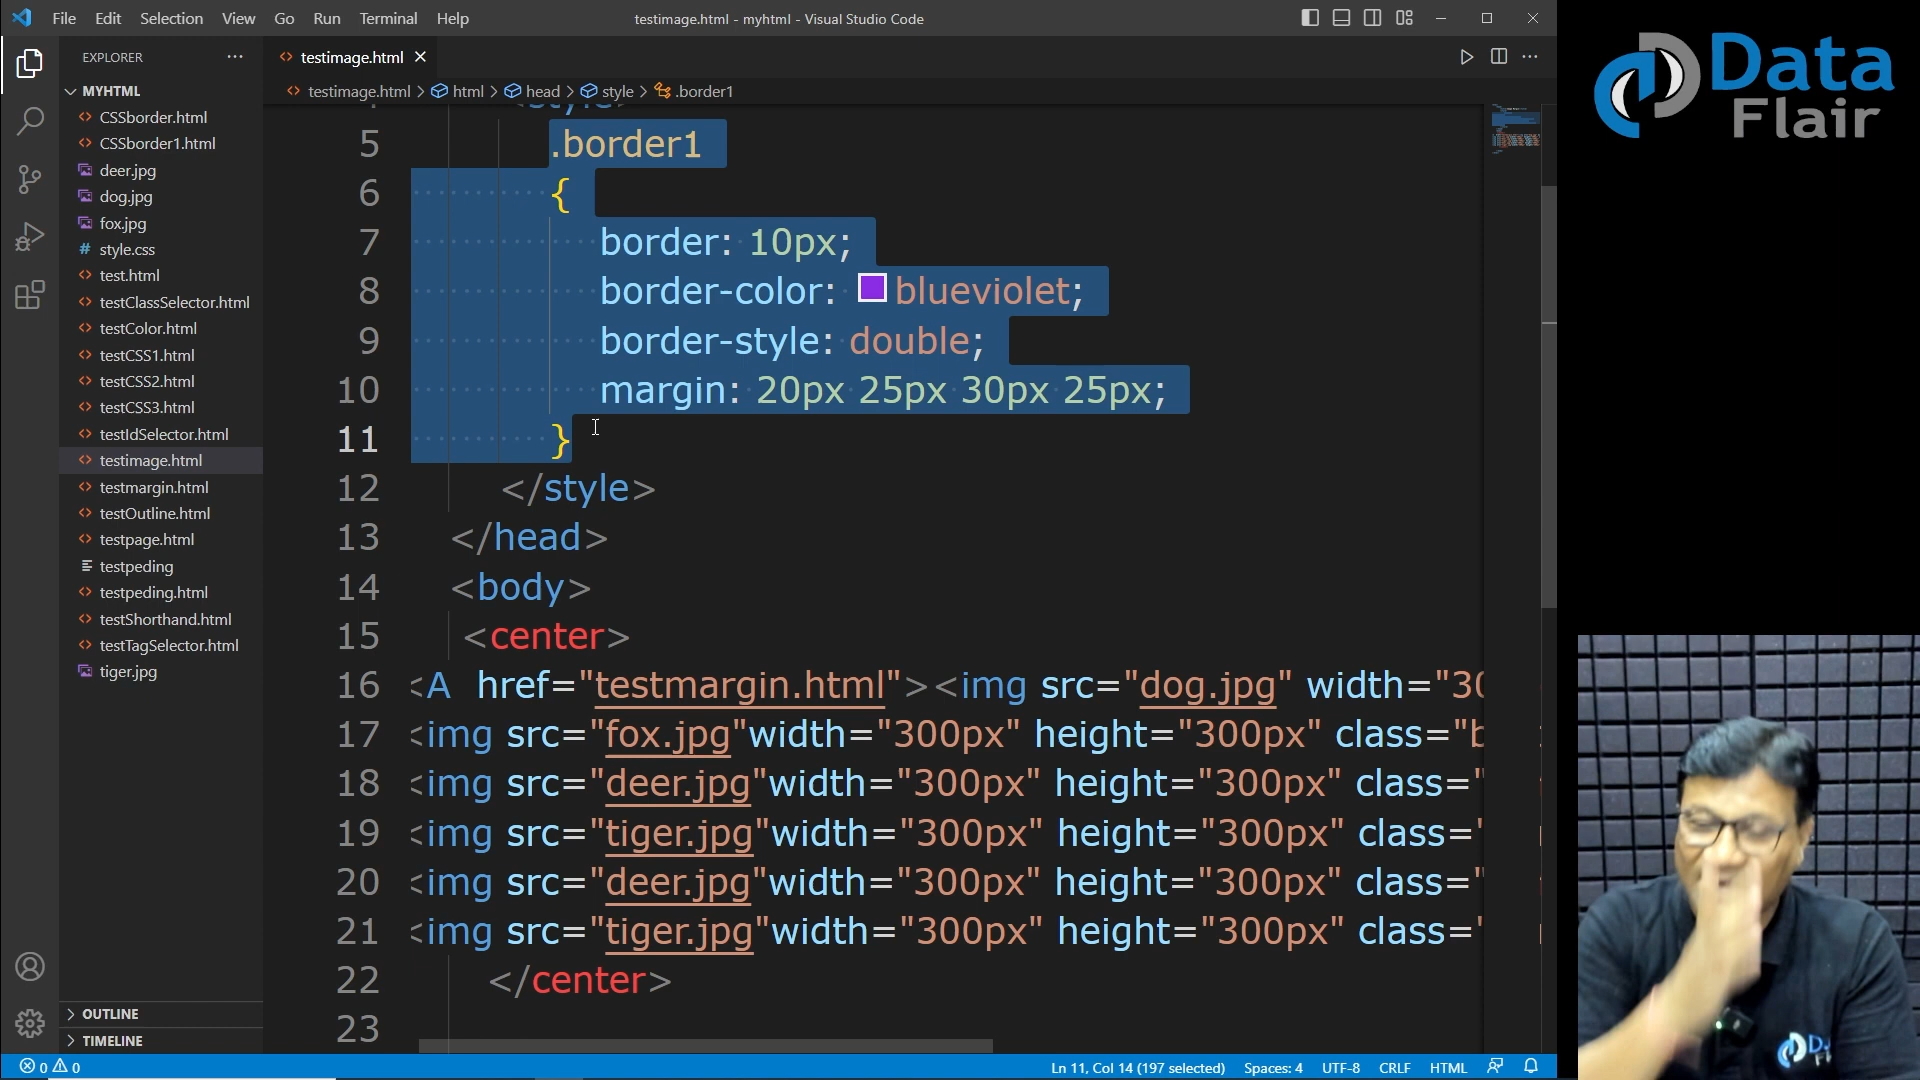 File Edit Selection View Go Run Terminal Help
testimage.html - myhtml - Visual Studio Code
Data
Flair
EXPLORER
testimage.html
MYHTML
testimage.html > html > head > style > .border1
CSSborder.html
CSSborder1.html
deer.jpg
dog.jpg
fox.jpg
style.css
test.html
testClassSelector.html
testColor.html
testCSS1.html
testCSS2.html
testCSS3.html
testIdSelector.html
testimage.html
testmargin.html
testOutline.html
testpage.html
testpeding
testpeding.html
testShorthand.html
testTagSelector.html
tiger.jpg
OUTLINE
TIMELINE
5 .border1
6 {
7 border: 10px;
8 border-color: blueviolet;
9 border-style: double;
10 margin: 20px 25px 30px 25px;
11 }
12 </style>
13 </head>
14 <body>
15 <center>
16 <A href="testmargin.html"><img src="dog.jpg" width="30
17 <img src="fox.jpg"width="300px" height="300px" class="b
18 <img src="deer.jpg"width="300px" height="300px" class="
19 <img src="tiger.jpg"width="300px" height="300px" class="
20 <img src="deer.jpg"width="300px" height="300px" class="
21 <img src="tiger.jpg"width="300px" height="300px" class="
22 </center>
23
0 0
Ln 11, Col 14 (197 selected) Spaces: 4 UTF-8 CRLF HTML